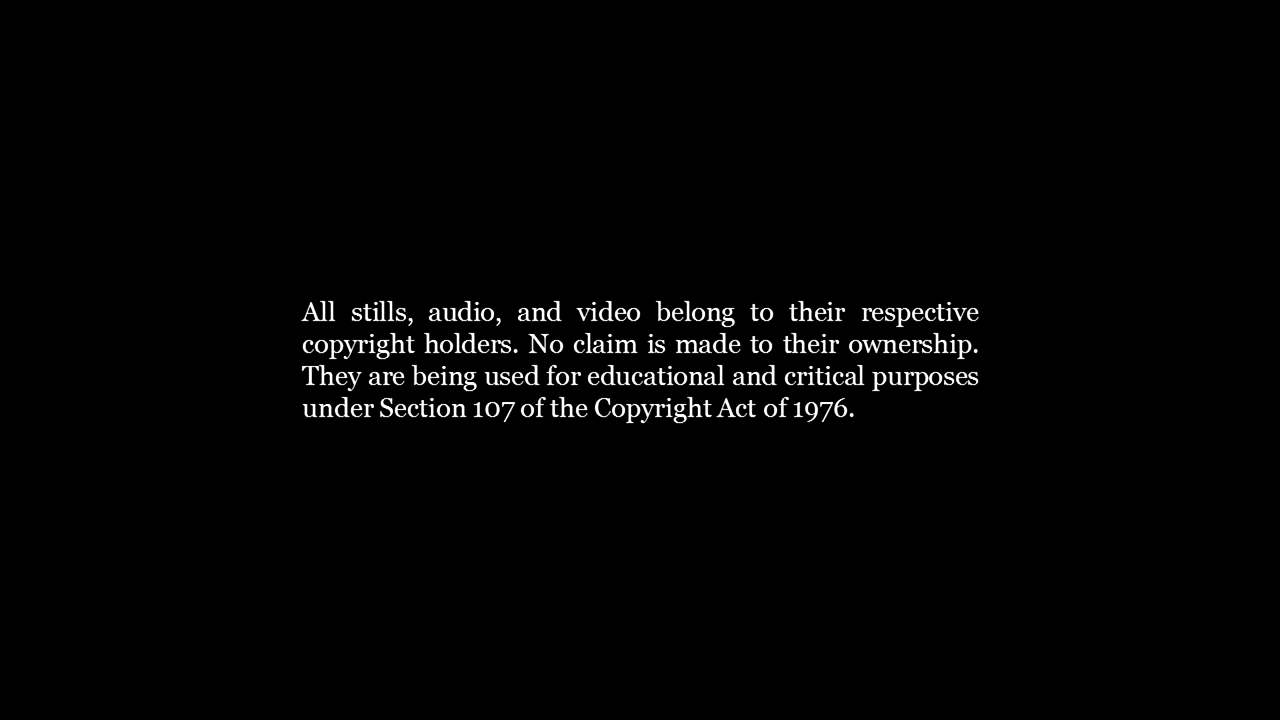 All stills, audio, and video belong to their respective
copyright holders. No claim is made to their ownership.
They are being used for educational and critical purposes
under Section 107 of the Copyright Act of 1976.